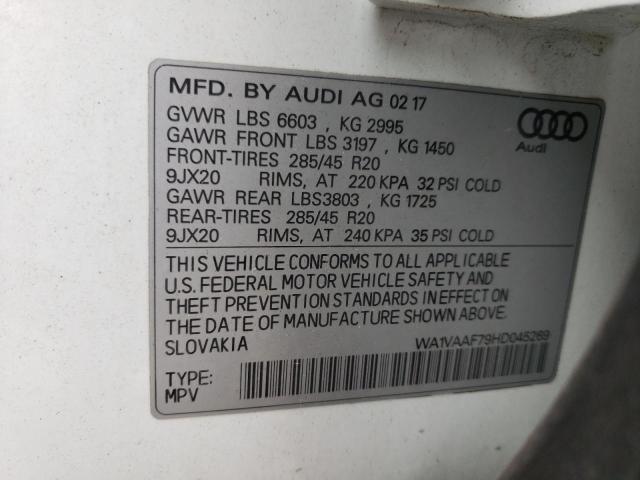 MFD. BY AUDI AG 02 17
GVWR LBS 6603 , KG 2995
GAWR FRONT LBS 3197 , KG 1450
FRONT-TIRES 285/45 R20
9JX20 RIMS, AT 220 KPA 32 PSI COLD
GAWR REAR LBS3803 , KG 1725
REAR-TIRES 285/45 R20
9JX20 RIMS, AT 240 KPA 35 PSI COLD
Audi
THIS VEHICLE CONFORMS TO ALL APPLICABLE
U.S. FEDERAL MOTOR VEHICLE SAFETY AND
THEFT PREVENTION STANDARDS IN EFFECT ON
THE DATE OF MANUFACTURE SHOWN ABOVE.
SLOVAKIA WA1VAAF79HD045269
TYPE:
MPV